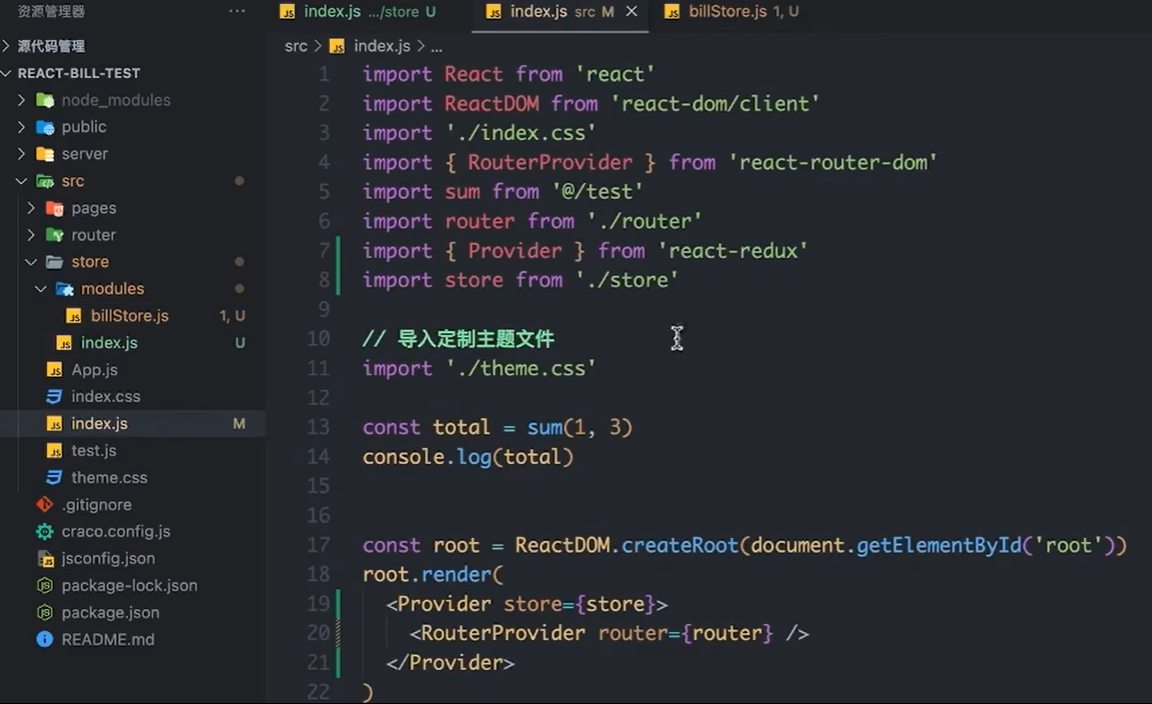 资源管理器 ···
源代码管理
REACT-BILL-TEST
node_modules
public
server
src
pages
router
store
modules
billStore.js 1, U
index.js U
App.js
index.css
index.js M
test.js
theme.css
.gitignore
craco.config.js
jsconfig.json
package-lock.json
package.json
README.md
JS index.js .../store U
JS index.js src M ×
JS billStore.js 1, U
src > JS index.js > ...
1 import React from 'react'
2 import ReactDOM from 'react-dom/client'
3 import './index.css'
4 import { RouterProvider } from 'react-router-dom'
5 import sum from '@/test'
6 import router from './router'
7 import { Provider } from 'react-redux'
8 import store from './store'
9
10 // 导入定制主题文件
11 import './theme.css'
12
13 const total = sum(1, 3)
14 console.log(total)
15
16
17 const root = ReactDOM.createRoot(document.getElementById('root'))
18 root.render(
19 <Provider store={store}>
20 <RouterProvider router={router} />
21 </Provider>
22 )